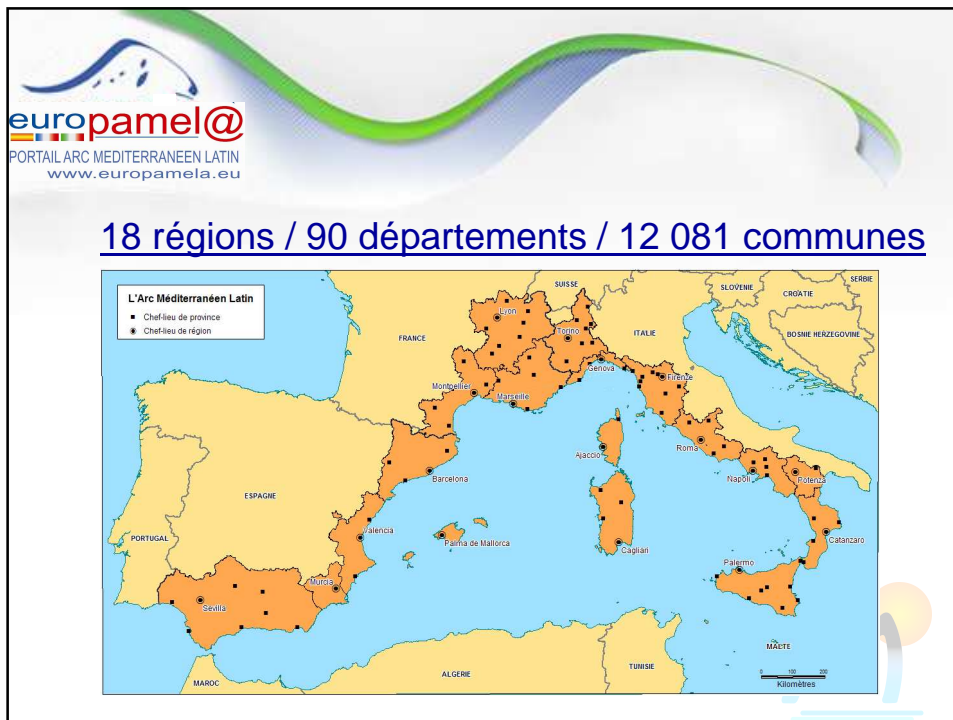 europamel@
PORTAIL ARC MEDITERRANEEN LATIN
www.europamela.eu
18 régions / 90 départements / 12 081 communes
L'Arc Méditerranéen Latin
Chef-lieu de province
Chef-lieu de région
SUISSE
SLOVENIE
CROATIE
SERBIE
BOSNIE HERZEGOVINE
FRANCE
ITALIE
Lyon
Torino
Genova
Firenze
Montpellier
Marseille
Ajaccio
Roma
Napoli
Potenza
Barcelona
ESPAGNE
PORTUGAL
Valencia
Palma de Mallorca
Cagliari
Catanzaro
Palermo
Murcia
Sevilla
MALTE
MAROC
ALGERIE
TUNISIE
0 100 200
Kilomètres